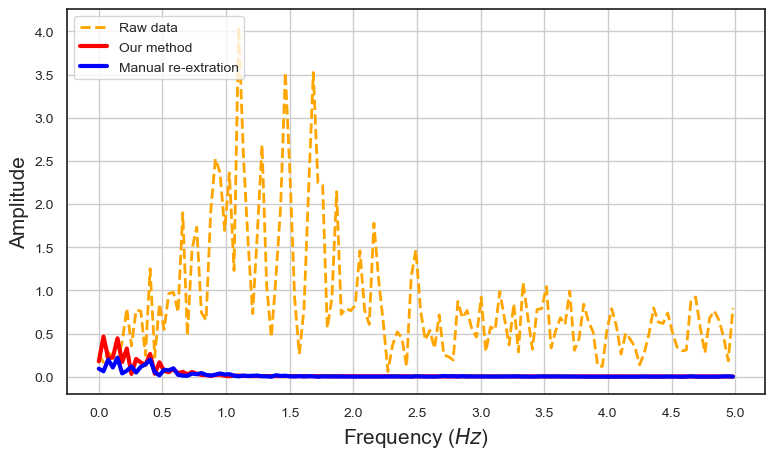 Raw data
Our method
Manual re-extration
Amplitude
4.0
3.5
3.0
2.5
2.0
1.5
1.0
0.5
0.0
0.0 0.5 1.0 1.5 2.0 2.5 3.0 3.5 4.0 4.5 5.0
Frequency (Hz)